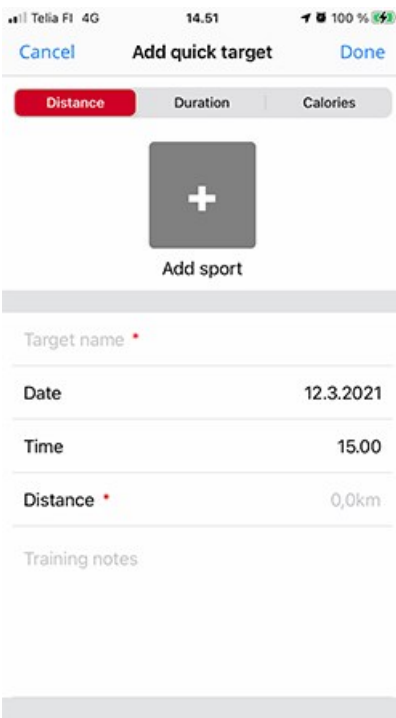 Telia FI 4G 14.51 100 %
Cancel Add quick target Done
Distance Duration Calories
Add sport
Target name *
Date 12.3.2021
Time 15.00
Distance * 0,0km
Training notes